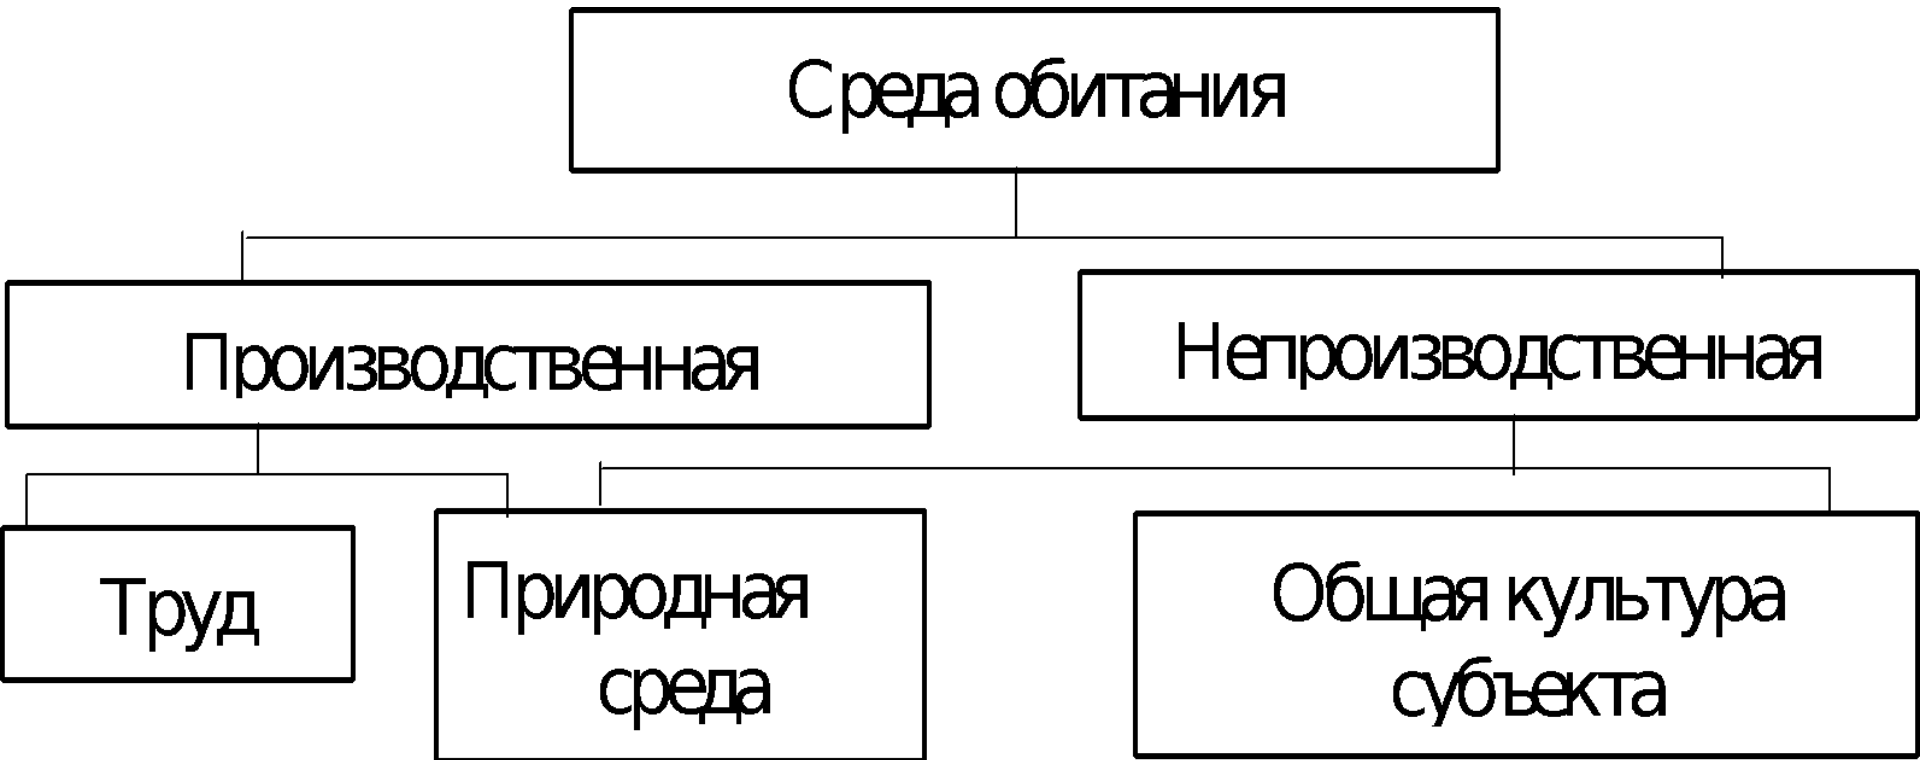 Среда обитания
Производственная
Непроизводственная
Труд
Природная
среда
Общая культура
субъекта